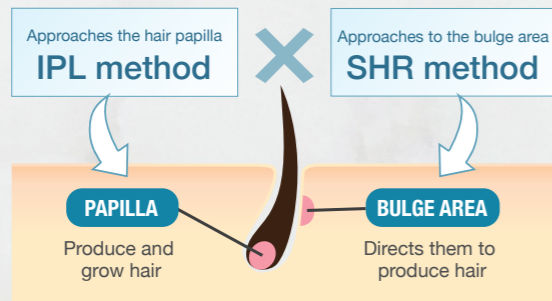 Approaches the hair papilla
IPL method
Approaches to the bulge area
SHR method
PAPILLA
Produce and
grow hair
BULGE AREA
Directs them to
produce hair